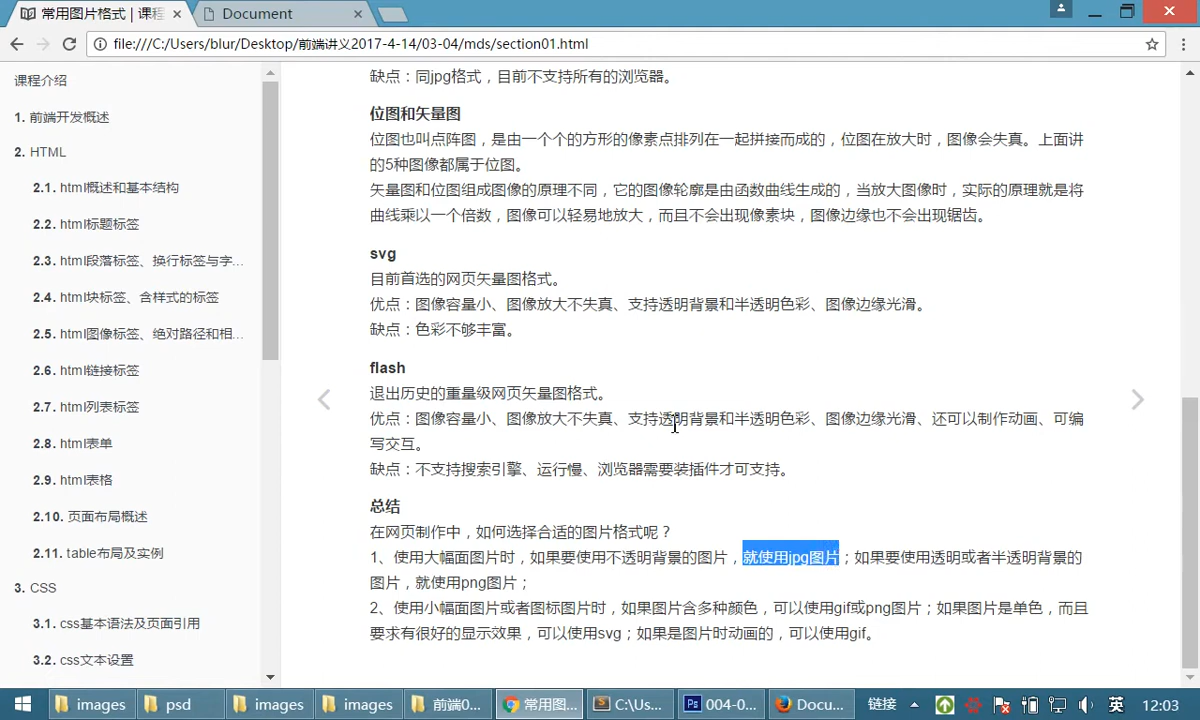 常用图片格式 | 课程
Document
file:///C:/Users/blur/Desktop/前端讲义2017-4-14/03-04/mds/section01.html
课程介绍
1. 前端开发概述
2. HTML
2.1. html概述和基本结构
2.2. html标题标签
2.3. html段落标签、换行标签与字...
2.4. html块标签、含样式的标签
2.5. html图像标签、绝对路径和相...
2.6. html链接标签
2.7. html列表标签
2.8. html表单
2.9. html表格
2.10. 页面布局概述
2.11. table布局及实例
3. CSS
3.1. css基本语法及页面引用
3.2. css文本设置
缺点：同jpg格式，目前不支持所有的浏览器。
位图和矢量图
位图也叫点阵图，是由一个个的方形的像素点排列在一起拼接而成的，位图在放大时，图像会失真。上面讲
的5种图像都属于位图。
矢量图和位图组成图像的原理不同，它的图像轮廓是由函数曲线生成的，当放大图像时，实际的原理就是将
曲线乘以一个倍数，图像可以轻易地放大，而且不会出现像素块，图像边缘也不会出现锯齿。
svg
目前首选的网页矢量图格式。
优点：图像容量小、图像放大不失真、支持透明背景和半透明色彩、图像边缘光滑。
缺点：色彩不够丰富。
flash
退出历史的重量级网页矢量图格式。
优点：图像容量小、图像放大不失真、支持透明背景和半透明色彩、图像边缘光滑、还可以制作动画、可编
写交互。
缺点：不支持搜索引擎、运行慢、浏览器需要装插件才可支持。
总结
在网页制作中，如何选择合适的图片格式呢？
1、使用大幅面图片时，如果要使用不透明背景的图片，就使用jpg图片；如果要使用透明或者半透明背景的
图片，就使用png图片；
2、使用小幅面图片或者图标图片时，如果图片含多种颜色，可以使用gif或png图片；如果图片是单色，而且
要求有很好的显示效果，可以使用svg；如果是图片时动画的，可以使用gif。
images
psd
images
images
前端0...
常用图...
C:\Us...
Ps 004-0...
Docu...
链接
英
12:03